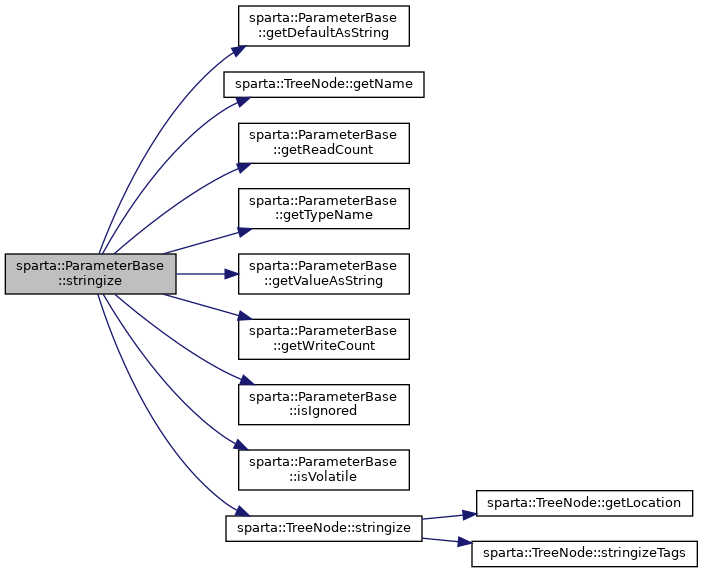 sparta::ParameterBase
::stringize
sparta::ParameterBase
::getDefaultAsString
sparta::TreeNode::getName
sparta::ParameterBase
::getReadCount
sparta::ParameterBase
::getTypeName
sparta::ParameterBase
::getValueAsString
sparta::ParameterBase
::getWriteCount
sparta::ParameterBase
::isIgnored
sparta::ParameterBase
::isVolatile
sparta::TreeNode::stringize
sparta::TreeNode::getLocation
sparta::TreeNode::stringizeTags